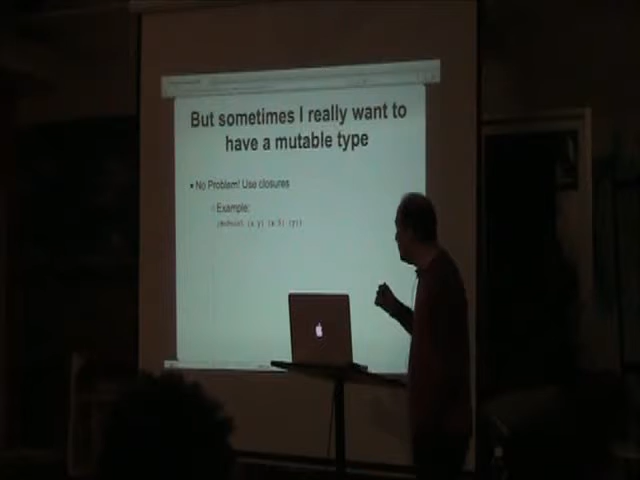 But sometimes I really want to
have a mutable type
• No Problem! Use closures
Example: